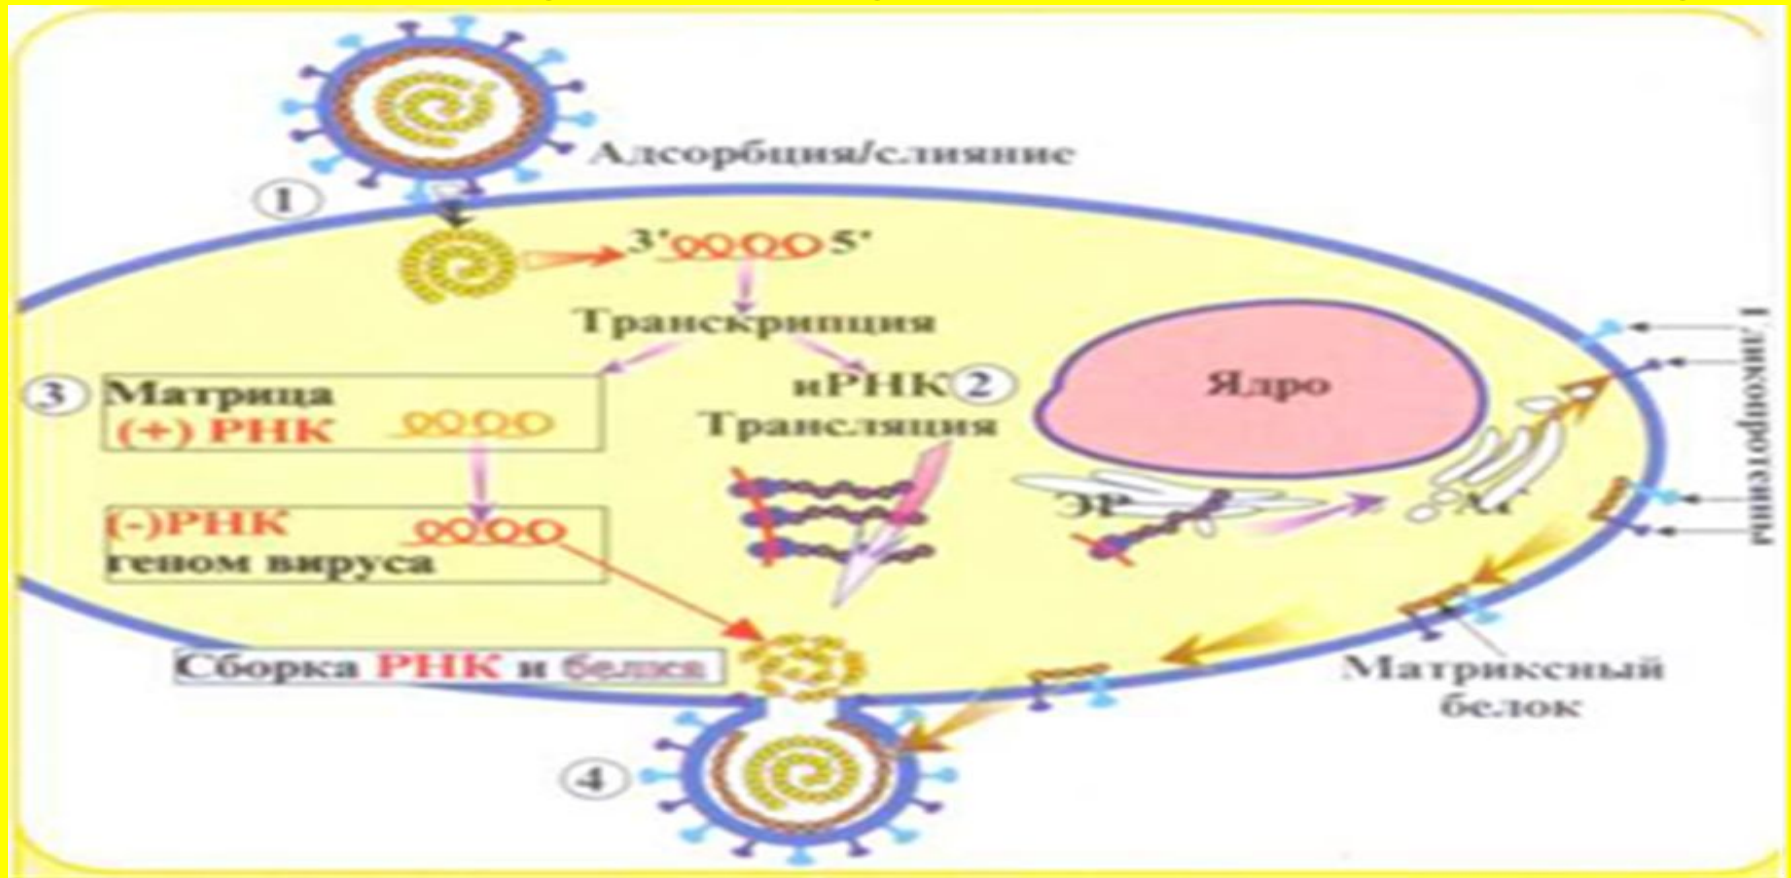 Адсорбция/слияние
1
3' 5'
Транскрипция
3 Матрица
(+) РНК
иРНК 2
Трансляция
Ядро
Гликопротеины
(-)РНК
геном вируса
ЭР
АГ
Сборка РНК и белка
Матриксный
белок
4